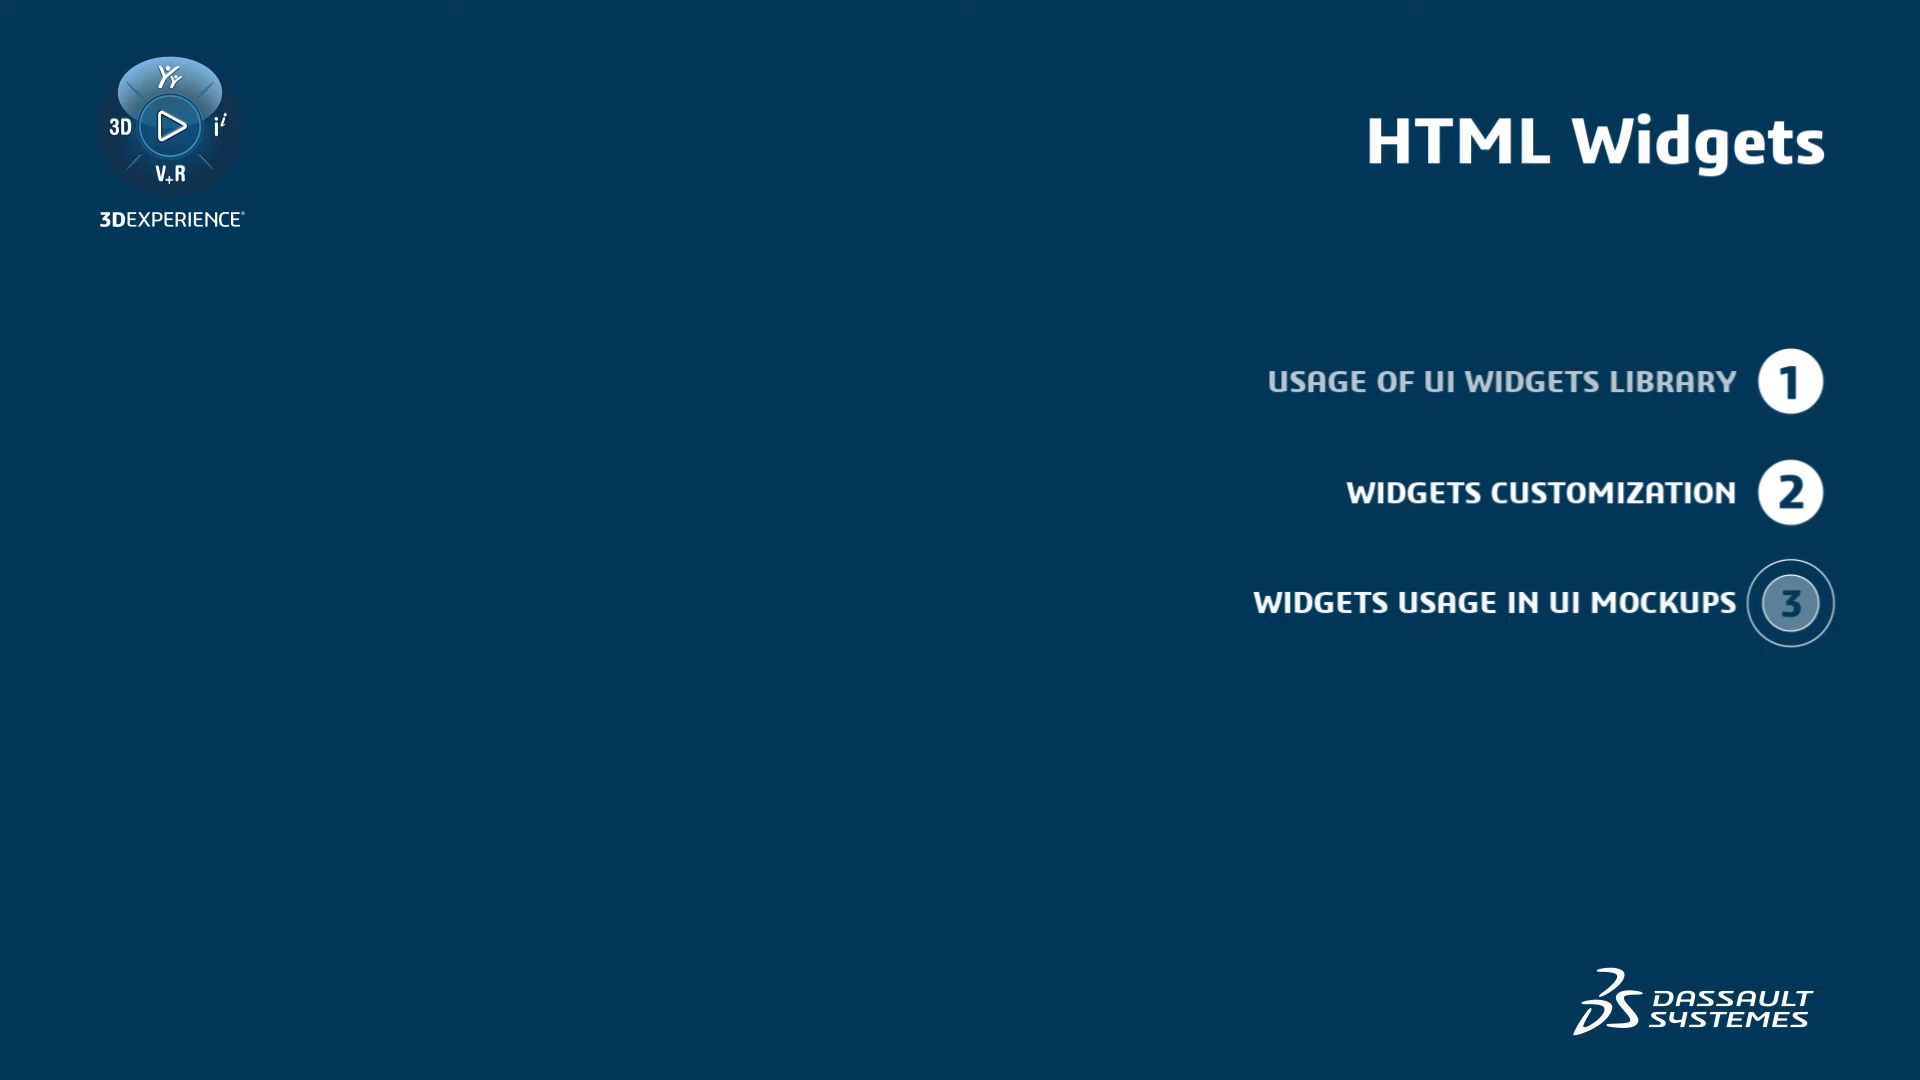 3D
V+R
3DEXPERIENCE®
HTML Widgets
USAGE OF UI WIDGETS LIBRARY 1
WIDGETS CUSTOMIZATION 2
WIDGETS USAGE IN UI MOCKUPS 3
DASSAULT
SYSTEMES